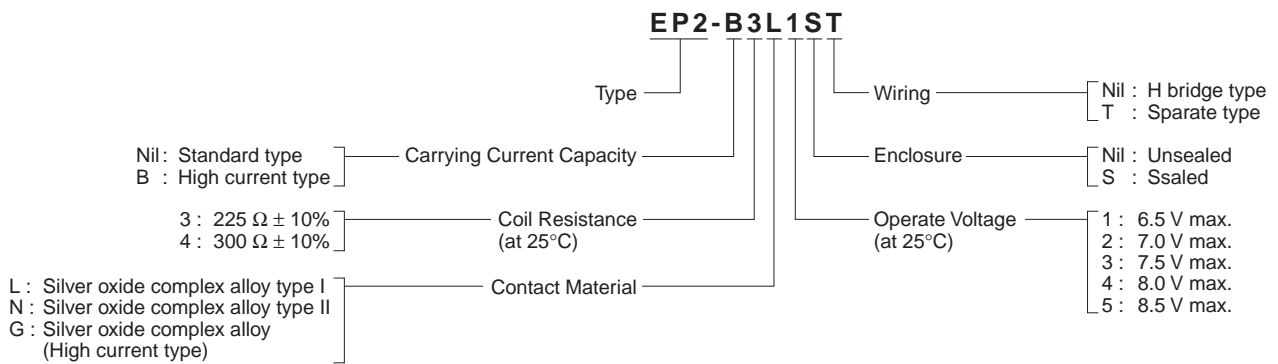 EP2-B3L1ST
Type
Wiring
Nil : H bridge type
T : Sparate type
Nil : Standard type
B : High current type
Carrying Current Capacity
Enclosure
Nil : Unsealed
S : Ssaled
3 : 225 Ω ± 10%
4 : 300 Ω ± 10%
Coil Resistance
(at 25°C)
Operate Voltage
(at 25°C)
1 : 6.5 V max.
2 : 7.0 V max.
3 : 7.5 V max.
4 : 8.0 V max.
5 : 8.5 V max.
L : Silver oxide complex alloy type I
N : Silver oxide complex alloy type II
G : Silver oxide complex alloy
(High current type)
Contact Material